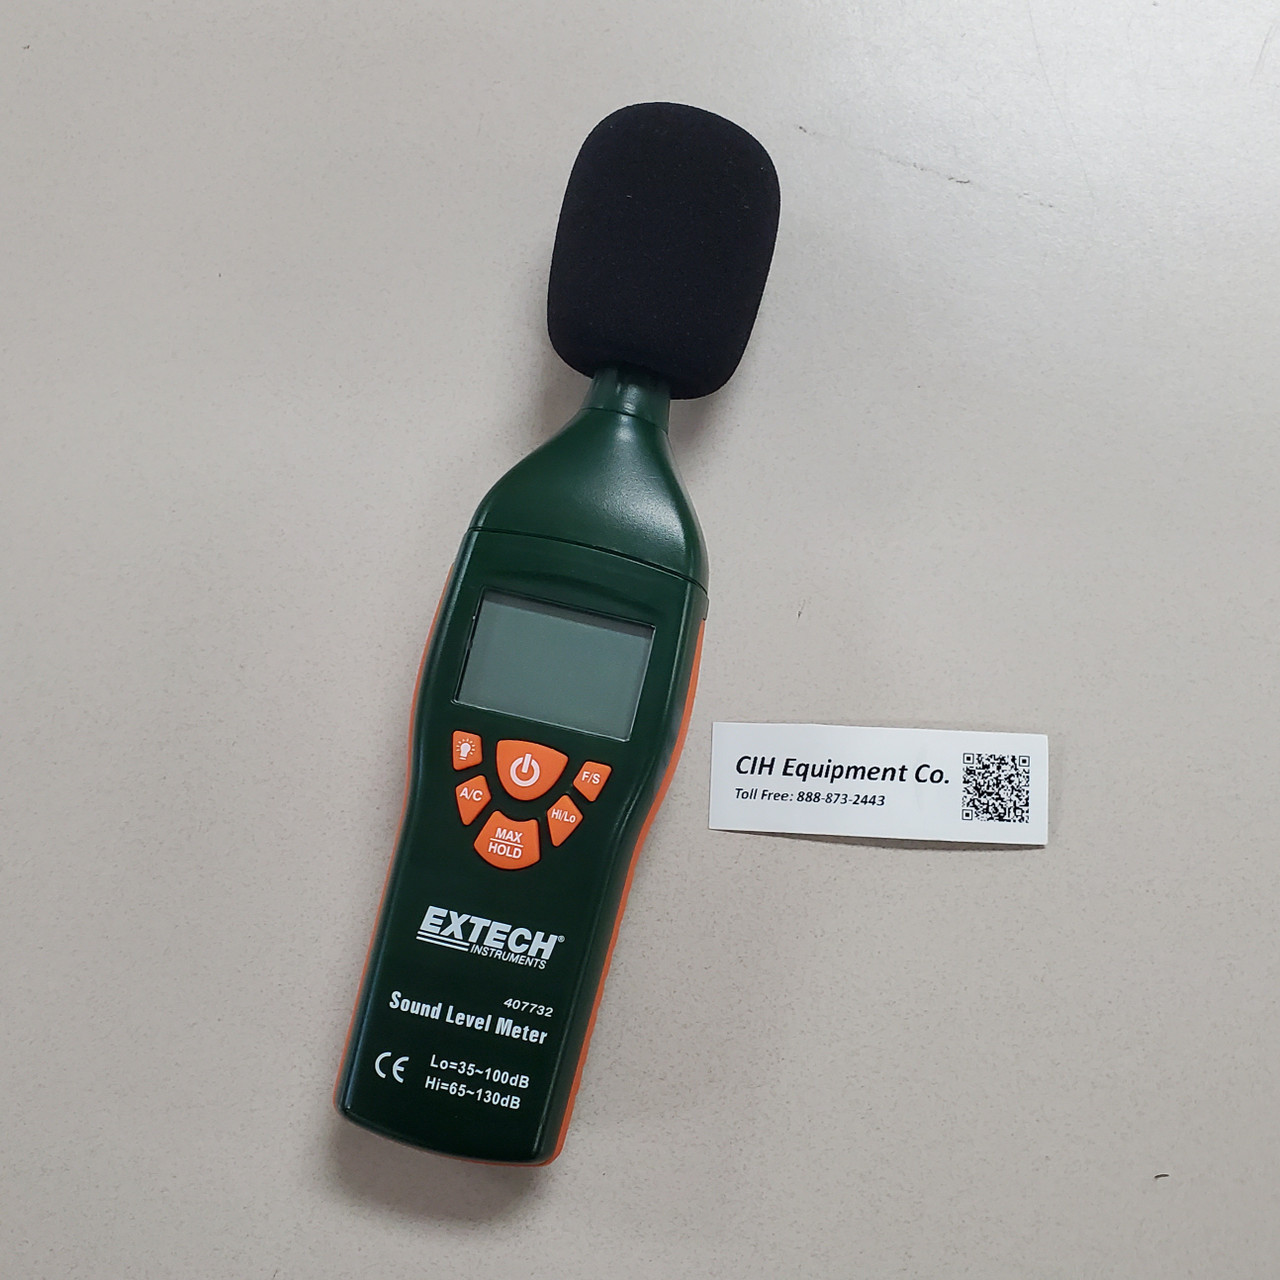 F/S
A/C
Hi/Lo
MAX
HOLD
EXTECH®
INSTRUMENTS
407732
Sound Level Meter
CE
Lo=35~100dB
Hi=65~130dB
CIH Equipment Co.
Toll Free: 888-873-2443